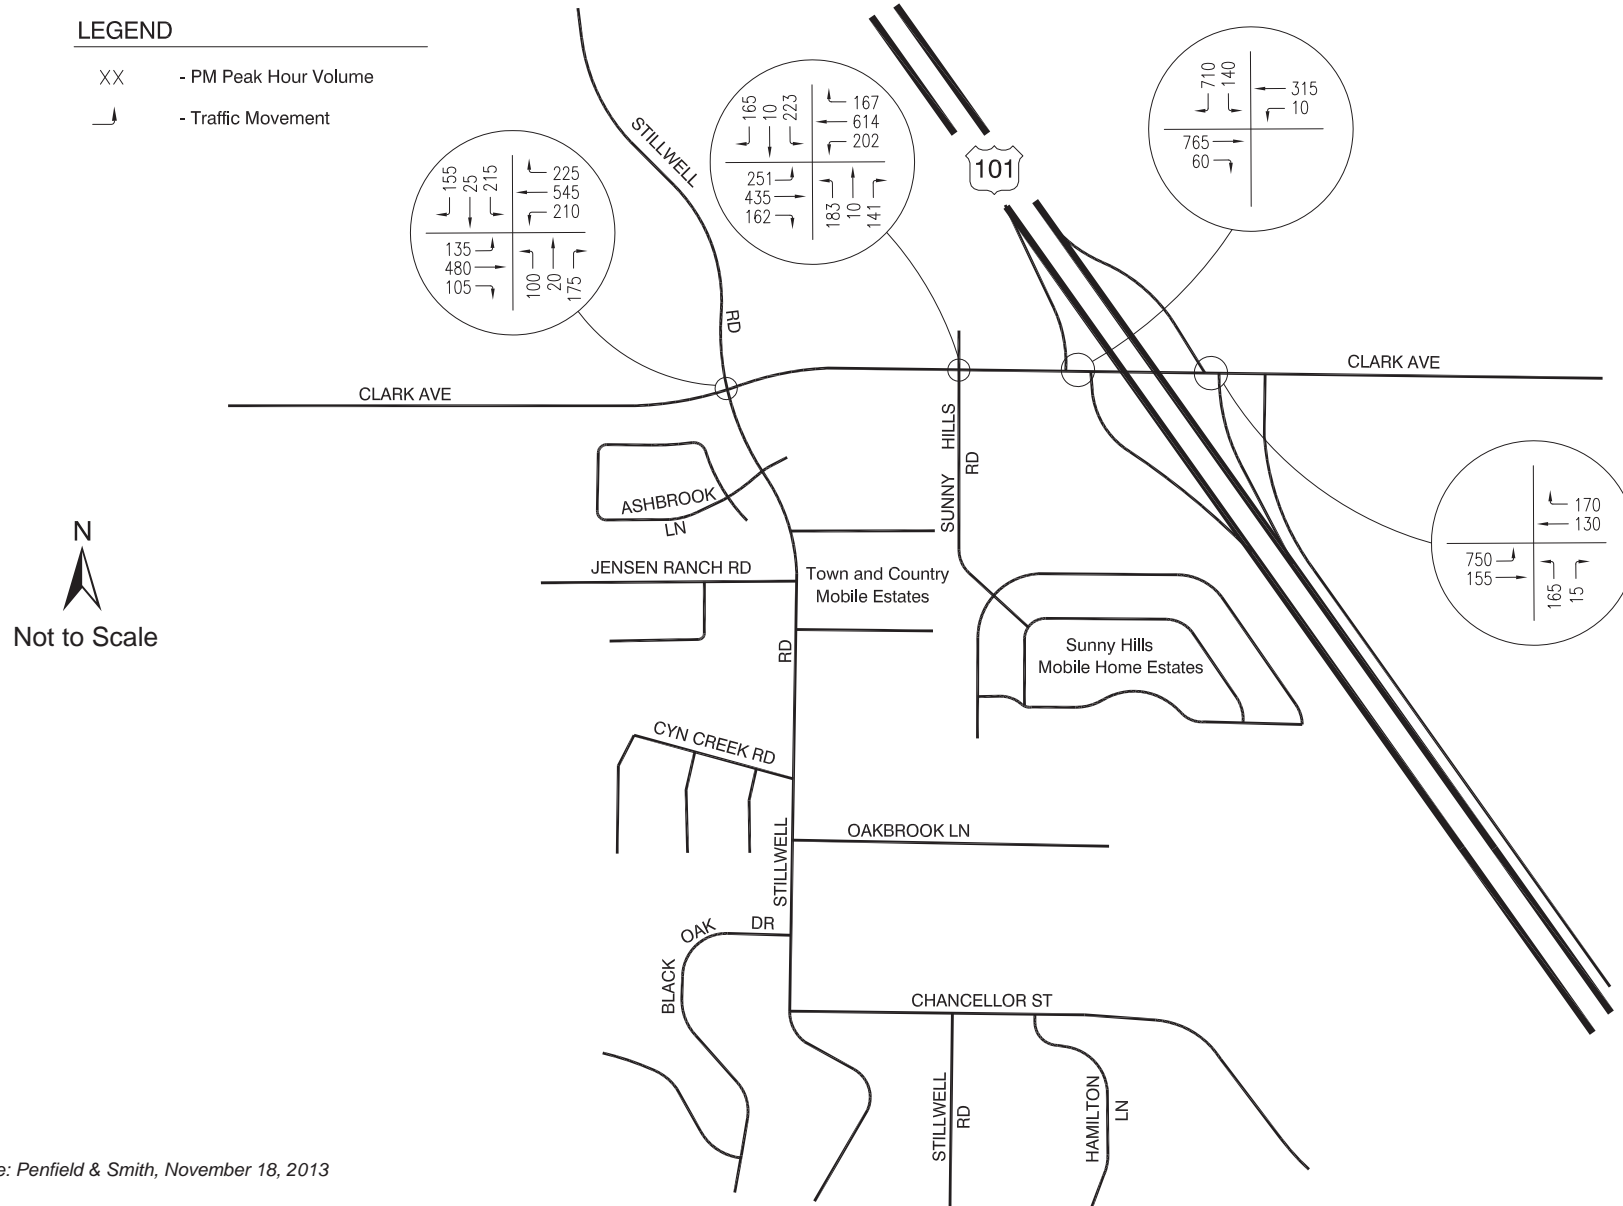 LEGEND
XX - PM Peak Hour Volume
- Traffic Movement
155
25
215
225
545
210
135
480
105
100
20
175
165
10
223
167
614
202
251
435
162
183
10
141
710
140
315
10
765
60
101
STILLWELL
RD
CLARK AVE
CLARK AVE
SUNNY HILLS
RD
170
130
750
155
165
15
ASHBROOK
LN
N
Not to Scale
JENSEN RANCH RD
Town and Country
Mobile Estates
RD
Sunny Hills
Mobile Home Estates
CYN CREEK RD
STILLWELL
OAKBROOK LN
BLACK OAK DR
CHANCELLOR ST
STILLWELL
RD
HAMILTON
LN
e: Penfield & Smith, November 18, 2013